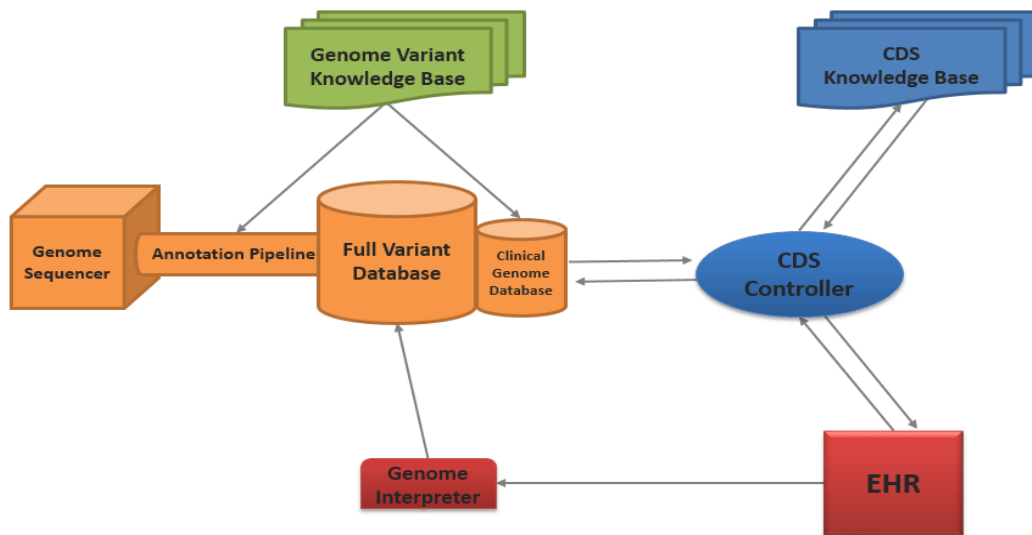 Genome Variant
Knowledge Base
CDS
Knowledge Base
Genome
Sequencer
Annotation Pipeline
Full Variant
Database
Clinical
Genome
Database
CDS
Controller
Genome
Interpreter
EHR